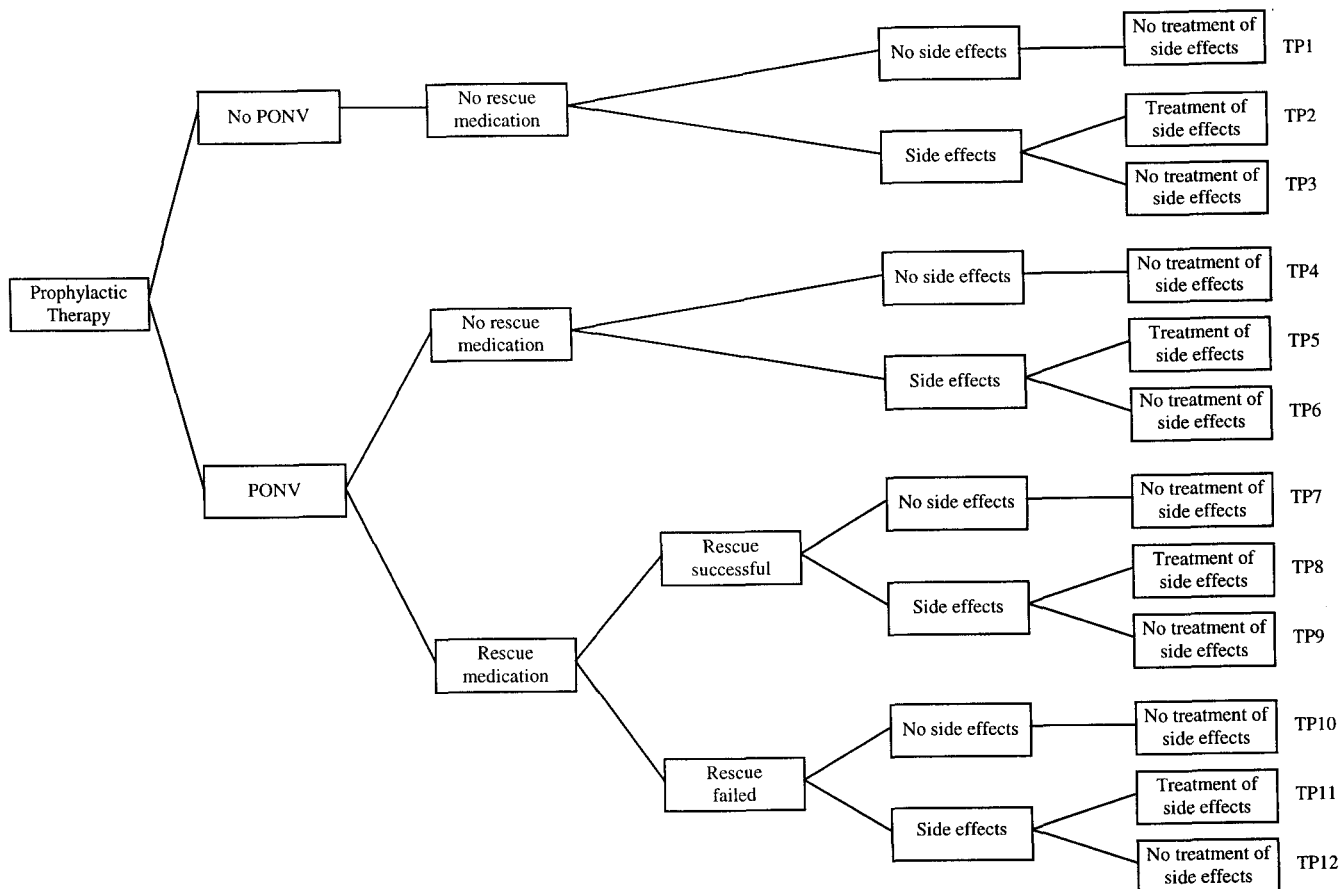 No side effects
No treatment of
side effects
TP1
No PONV
No rescue
medication
Treatment of
side effects
TP2
Side effects
No treatment of
side effects
TP3
Prophylactic
Therapy
No side effects
No treatment of
side effects
TP4
No rescue
medication
Treatment of
side effects
TP5
Side effects
No treatment of
side effects
TP6
PONV
No side effects
No treatment of
side effects
TP7
Rescue
successful
Treatment of
side effects
TP8
Side effects
No treatment of
side effects
TP9
Rescue
medication
No side effects
No treatment of
side effects
TP10
Rescue
failed
Treatment of
side effects
TP11
Side effects
No treatment of
side effects
TP12